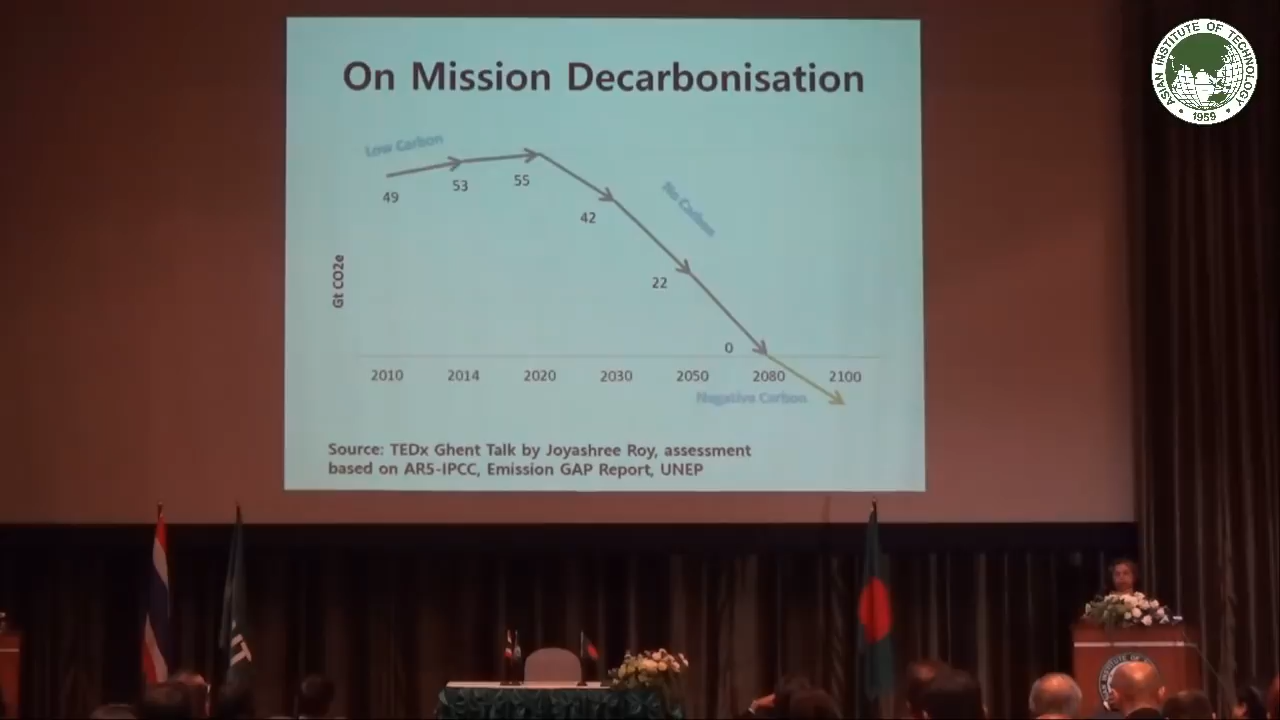 On Mission Decarbonisation
Low Carbon
No Carbon
49
53
55
42
22
0
Gt CO2e
2010 2014 2020 2030 2050 2080 2100
Negative Carbon
Source: TEDx Ghent Talk by Joyashree Roy, assessment
based on AR5-IPCC, Emission GAP Report, UNEP
ASIAN INSTITUTE OF TECHNOLOGY
1959